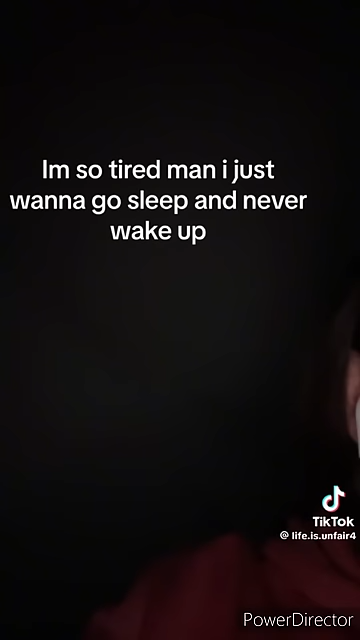 Im so tired man i just
wanna go sleep and never
wake up
TikTok
@ life.is.unfair4
PowerDirector